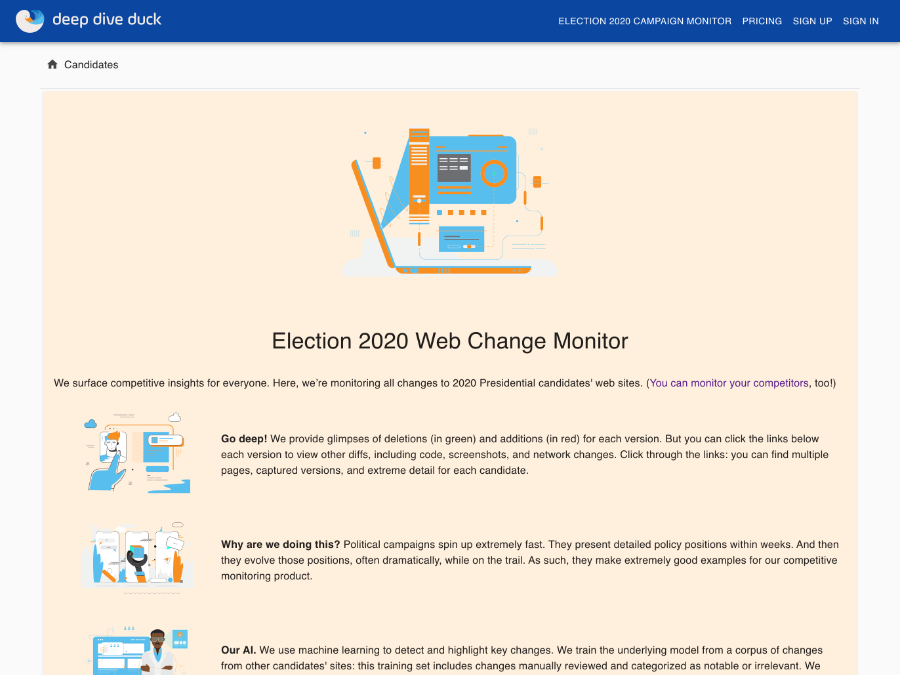 deep dive duck
ELECTION 2020 CAMPAIGN MONITOR PRICING SIGN UP SIGN IN
Candidates
Election 2020 Web Change Monitor
We surface competitive insights for everyone. Here, we're monitoring all changes to 2020 Presidential candidates' web sites. (You can monitor your competitors, too!)
Go deep! We provide glimpses of deletions (in green) and additions (in red) for each version. But you can click the links below
each version to view other diffs, including code, screenshots, and network changes. Click through the links: you can find multiple
pages, captured versions, and extreme detail for each candidate.
Why are we doing this? Political campaigns spin up extremely fast. They present detailed policy positions within weeks. And then
they evolve those positions, often dramatically, while on the trail. As such, they make extremely good examples for our competitive
monitoring product.
Our AI. We use machine learning to detect and highlight key changes. We train the underlying model from a corpus of changes
from other candidates' sites: this training set includes changes manually reviewed and categorized as notable or irrelevant. We